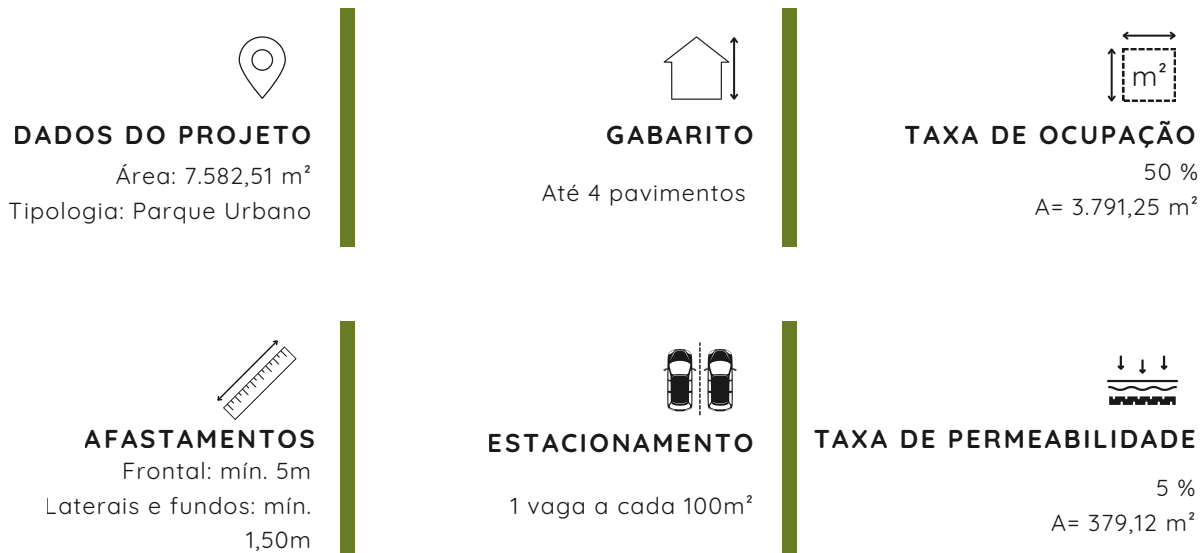 DADOS DO PROJETO
Área: 7.582,51 m²
Tipologia: Parque Urbano
GABARITO
Até 4 pavimentos
m²
TAXA DE OCUPAÇÃO
50 %
A= 3.791,25 m²
AFASTAMENTOS
Frontal: mín. 5m
Laterais e fundos: mín.
1,50m
ESTACIONAMENTO
1 vaga a cada 100m²
TAXA DE PERMEABILIDADE
5 %
A= 379,12 m²